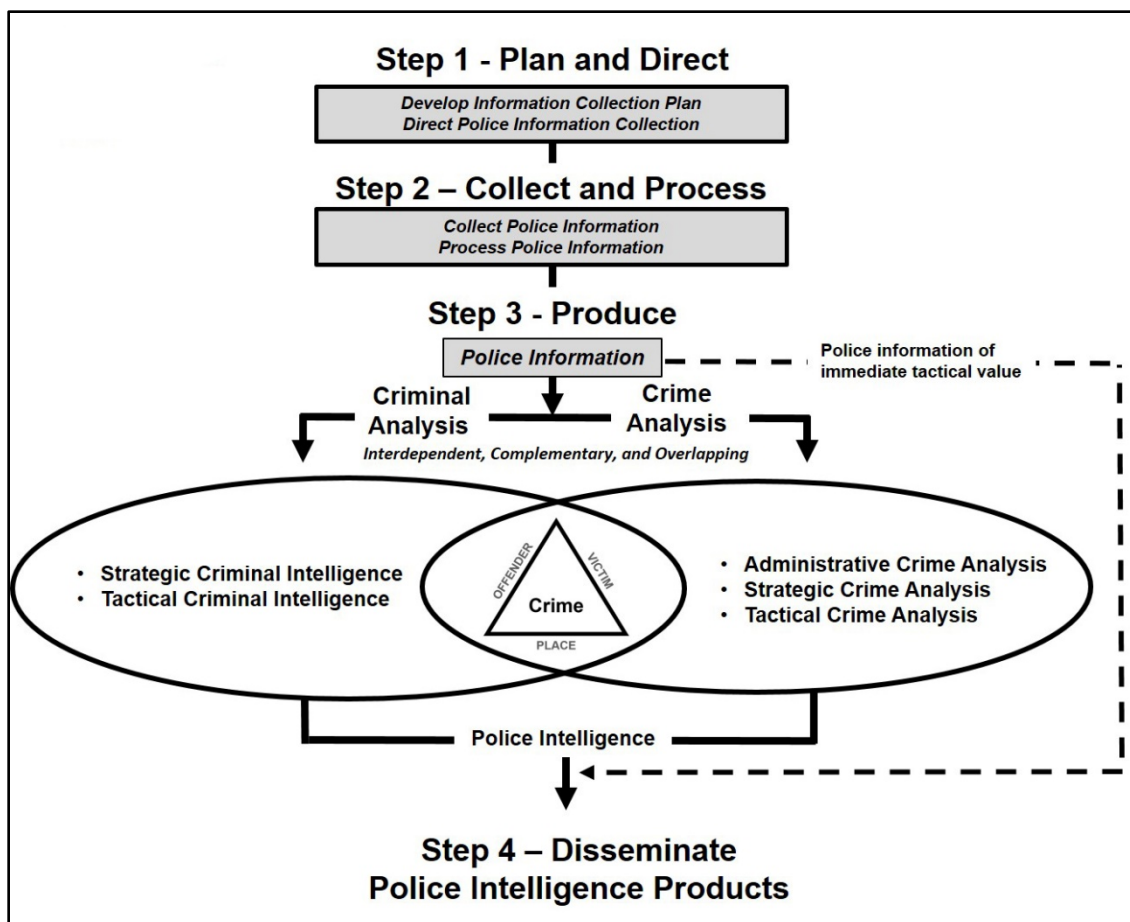 Step 1 - Plan and Direct
Develop Information Collection Plan
Direct Police Information Collection
Step 2 – Collect and Process
Collect Police Information
Process Police Information
Step 3 - Produce
Police Information
Police information of
immediate tactical value
Criminal
Analysis
Crime
Analysis
Interdependent, Complementary, and Overlapping
• Strategic Criminal Intelligence
• Tactical Criminal Intelligence
OFFENDER
VICTIM
Crime
PLACE
• Administrative Crime Analysis
• Strategic Crime Analysis
• Tactical Crime Analysis
Police Intelligence
Step 4 – Disseminate
Police Intelligence Products